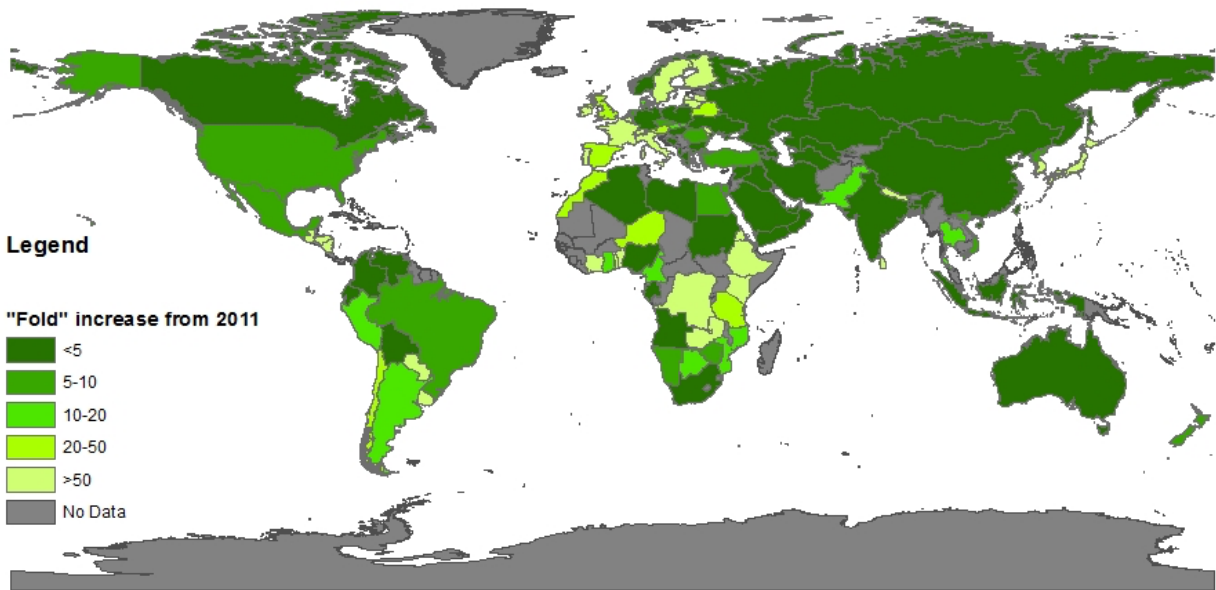 Legend
"Fold" increase from 2011
<5
5-10
10-20
20-50
>50
No Data